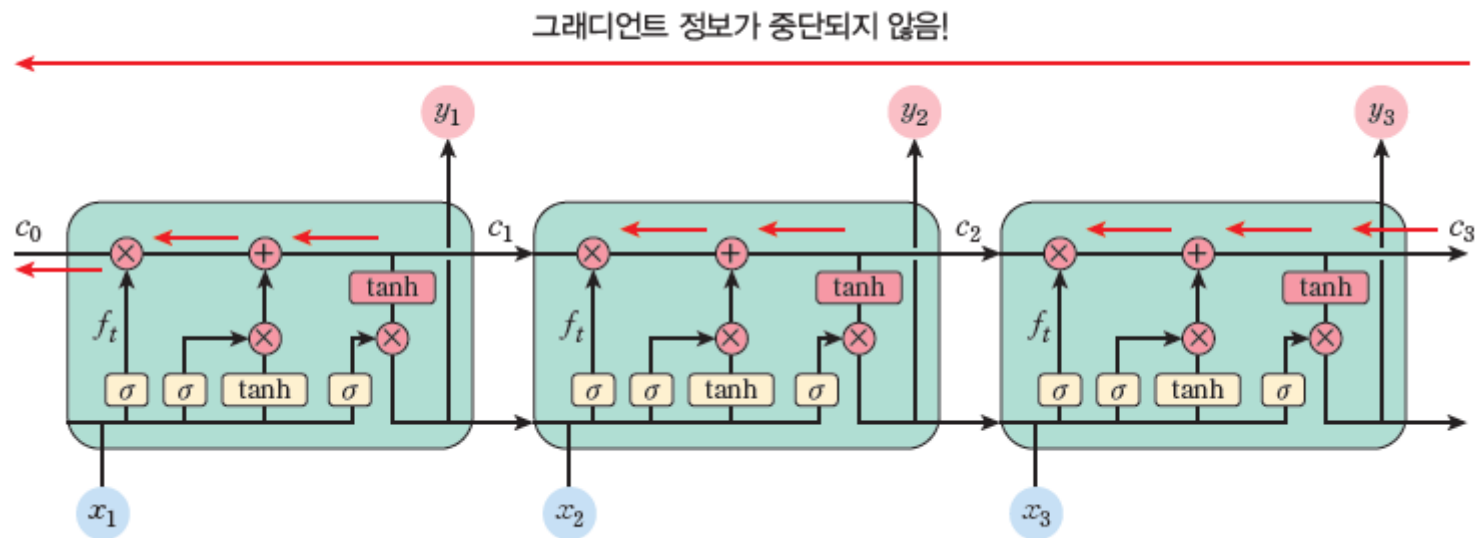 그래디언트 정보가 중단되지 않음!
y₁ y₂ y₃
c₀ × + c₁ × + c₂ × + c₃
tanh tanh tanh
fₜ × × fₜ × × fₜ × ×
σ σ tanh σ σ σ tanh σ σ σ tanh σ
x₁ x₂ x₃